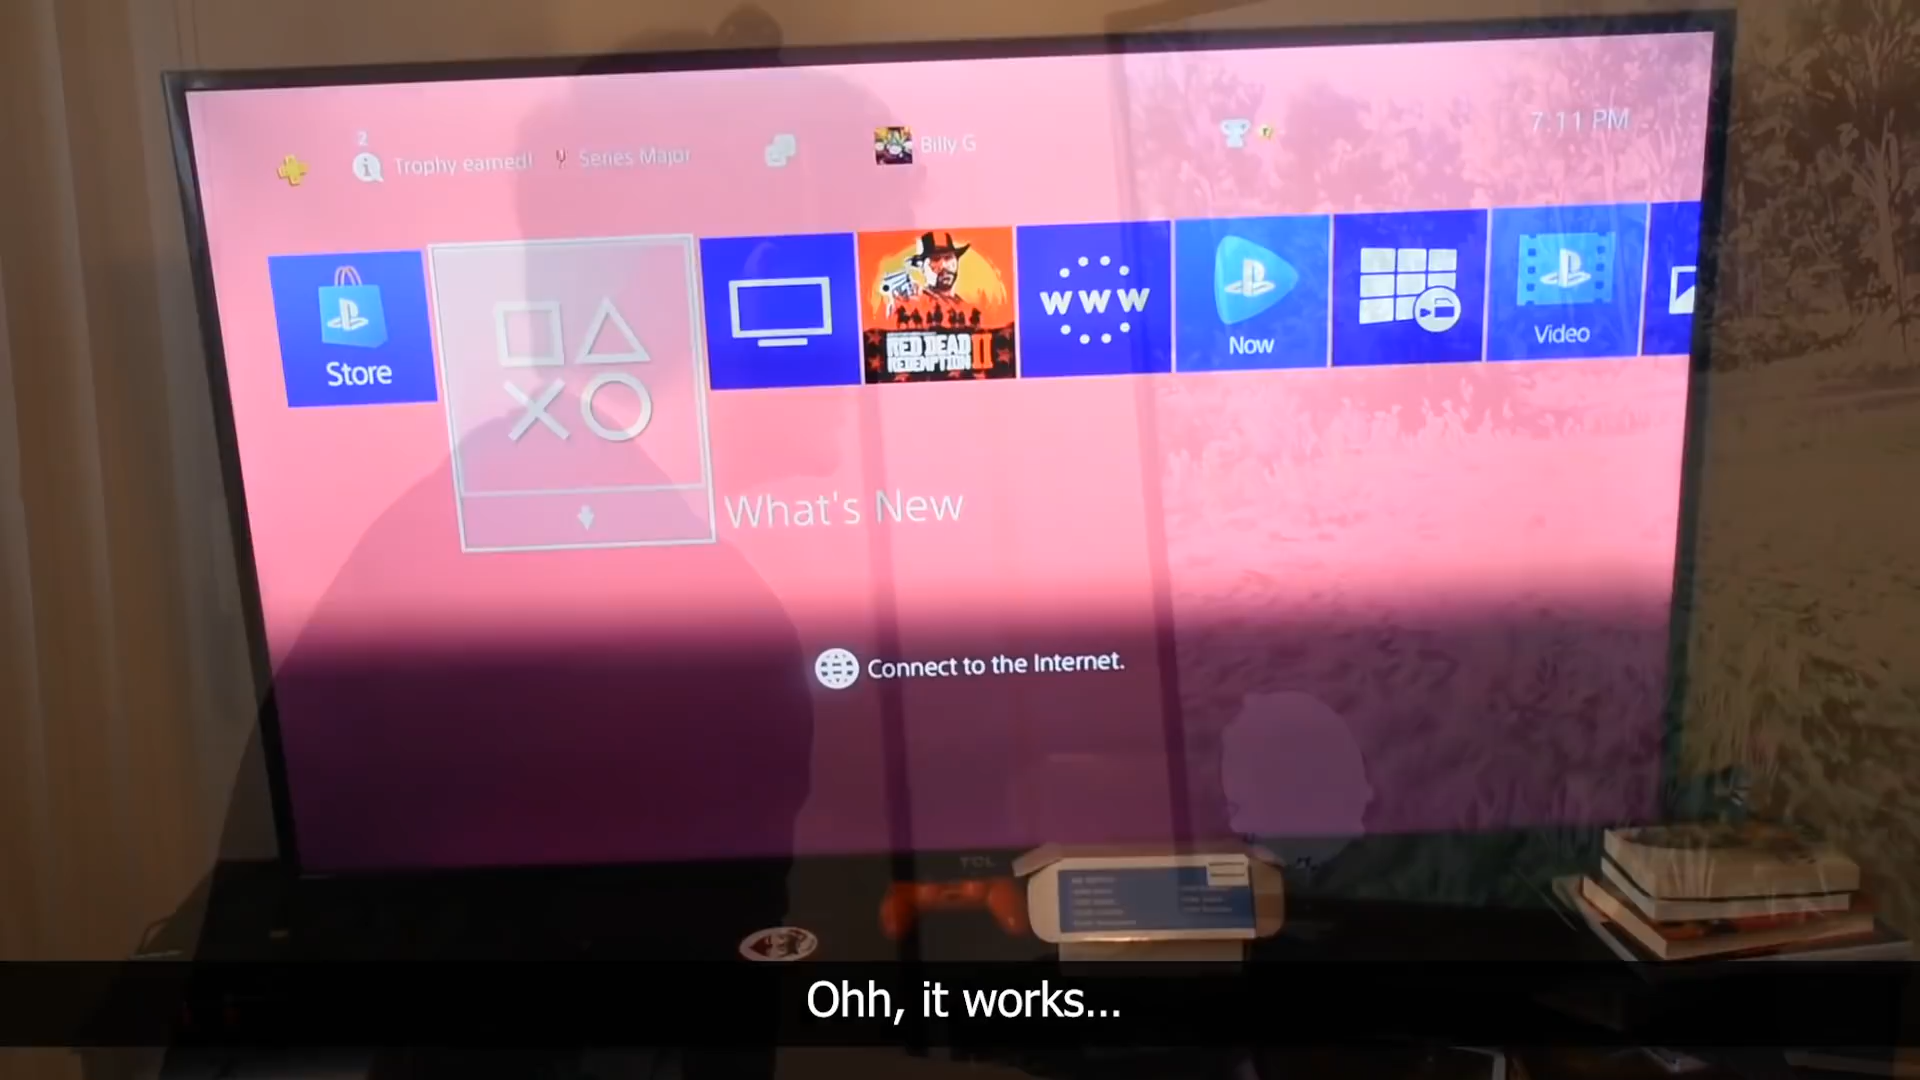 2
Trophy earned! Series Major
Billy G
7:11 PM
Store
RED DEAD
REDEMPTION II
WWW
Now
Video
What's New
Connect to the Internet.
TCL
Ohh, it works...